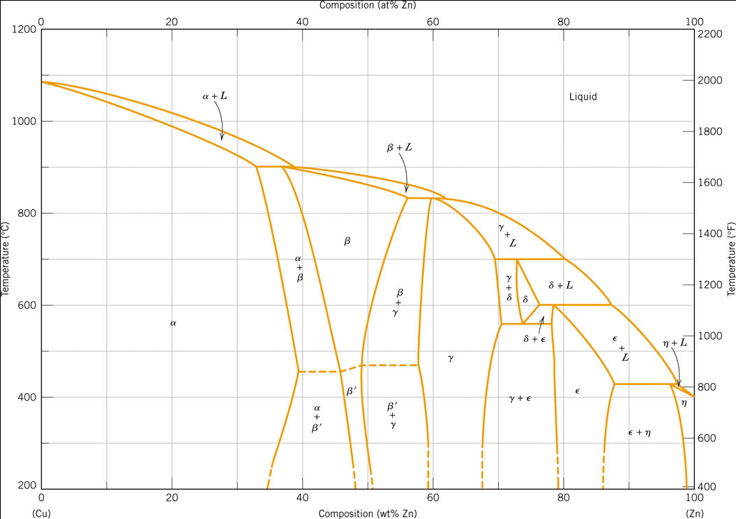 Composition (at% Zn)
0 20 40 60 80 100
1200 2200
2000
α + L
Liquid
1000
1800
β + L
1600
800
γ
+
L
β
1400
α
+
β
Temperature (°C)
Temperature (°F)
γ
+
δ
δ + L
1200
β
+
γ
δ
600
α
δ + ϵ
ϵ
+
L
η + L
1000
γ
800
400
β′
γ + ϵ
ϵ
η
α
+
β′
β′
+
γ
ϵ + η
600
200 400
0 20 40 60 80 100
(Cu) Composition (wt% Zn) (Zn)